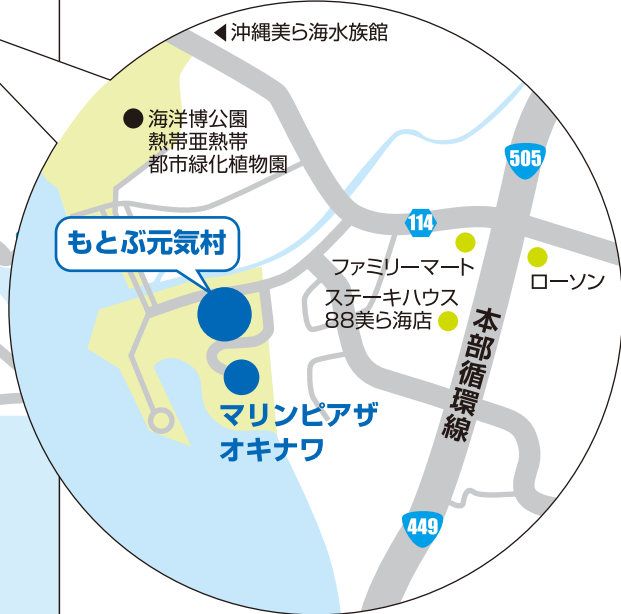 沖縄美ら海水族館
海洋博公園
熱帯亜熱帯
都市緑化植物園
505
114
もとぶ元気村
ファミリーマート
ローソン
ステーキハウス
88美ら海店
本部循環線
マリンピアザ
オキナワ
449